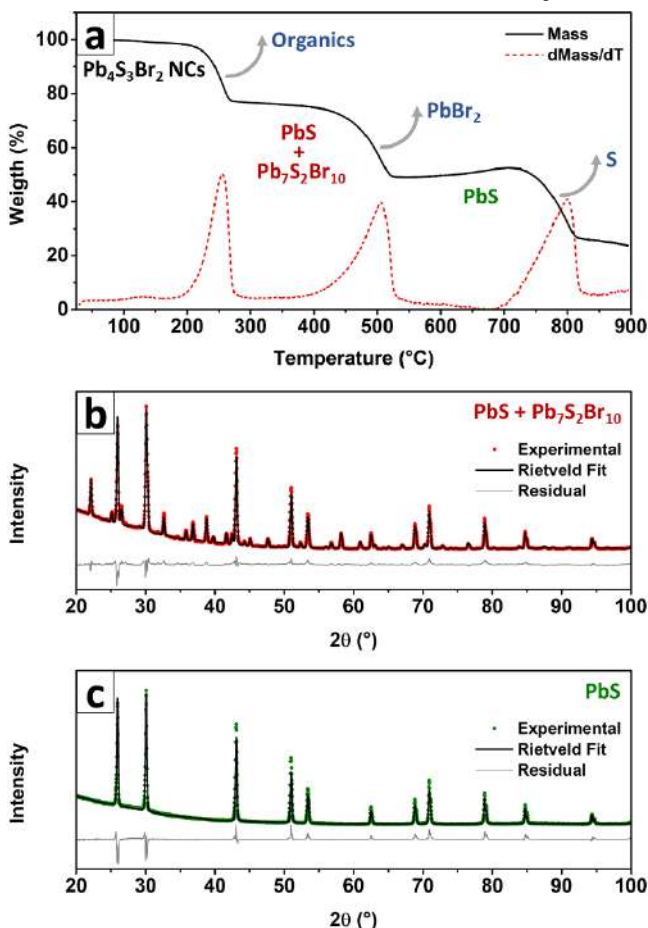 a
Organics
Mass
dMass/dT
Pb4S3Br2 NCs
PbBr2
PbS
+
Pb7S2Br10
S
PbS
Weigth (%)
100
80
60
40
20
0
100 200 300 400 500 600 700 800 900
Temperature (°C)
b
PbS + Pb7S2Br10
Experimental
Rietveld Fit
Residual
Intensity
20 30 40 50 60 70 80 90 100
2θ (°)
c
PbS
Experimental
Rietveld Fit
Residual
Intensity
20 30 40 50 60 70 80 90 100
2θ (°)